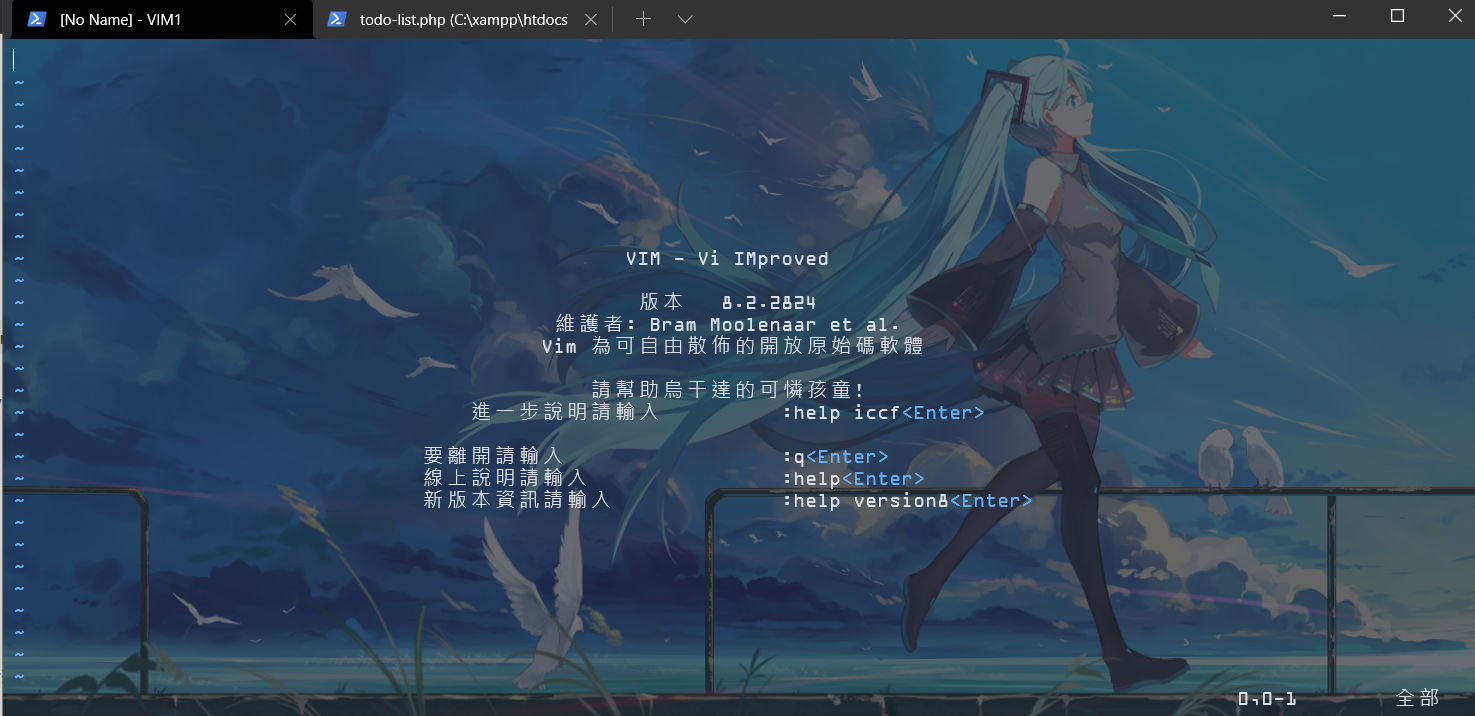 [No Name] - VIM1
todo-list.php (C:\xampp\htdocs
~
~
~
~
~
~
~
~
~ VIM - Vi IMproved
~
~ 版本 8.2.2824
~ 維護者: Bram Moolenaar et al.
~ Vim 為可自由散佈的開放原始碼軟體
~
~ 請幫助烏干達的可憐孩童!
~ 進一步說明請輸入 :help iccf<Enter>
~
~ 要離開請輸入 :q<Enter>
~ 線上說明請輸入 :help<Enter>
~ 新版本資訊請輸入 :help version8<Enter>
~
~
~
~
~
~
~
~
0,0-1 全部